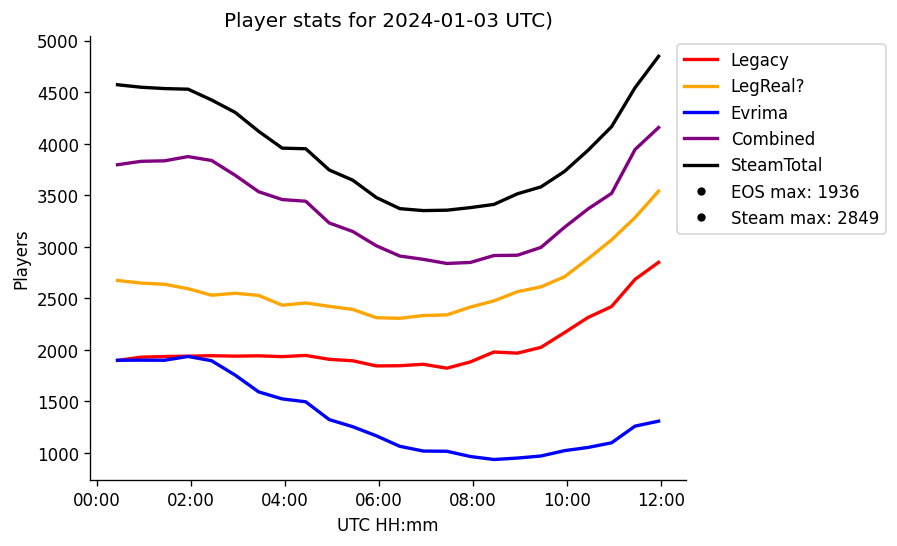 Player stats for 2024-01-03 UTC)
5000
4500
4000
3500
3000
2500
2000
1500
1000
Players
00:00 02:00 04:00 06:00 08:00 10:00 12:00
UTC HH:mm
Legacy
LegReal?
Evrima
Combined
SteamTotal
EOS max: 1936
Steam max: 2849